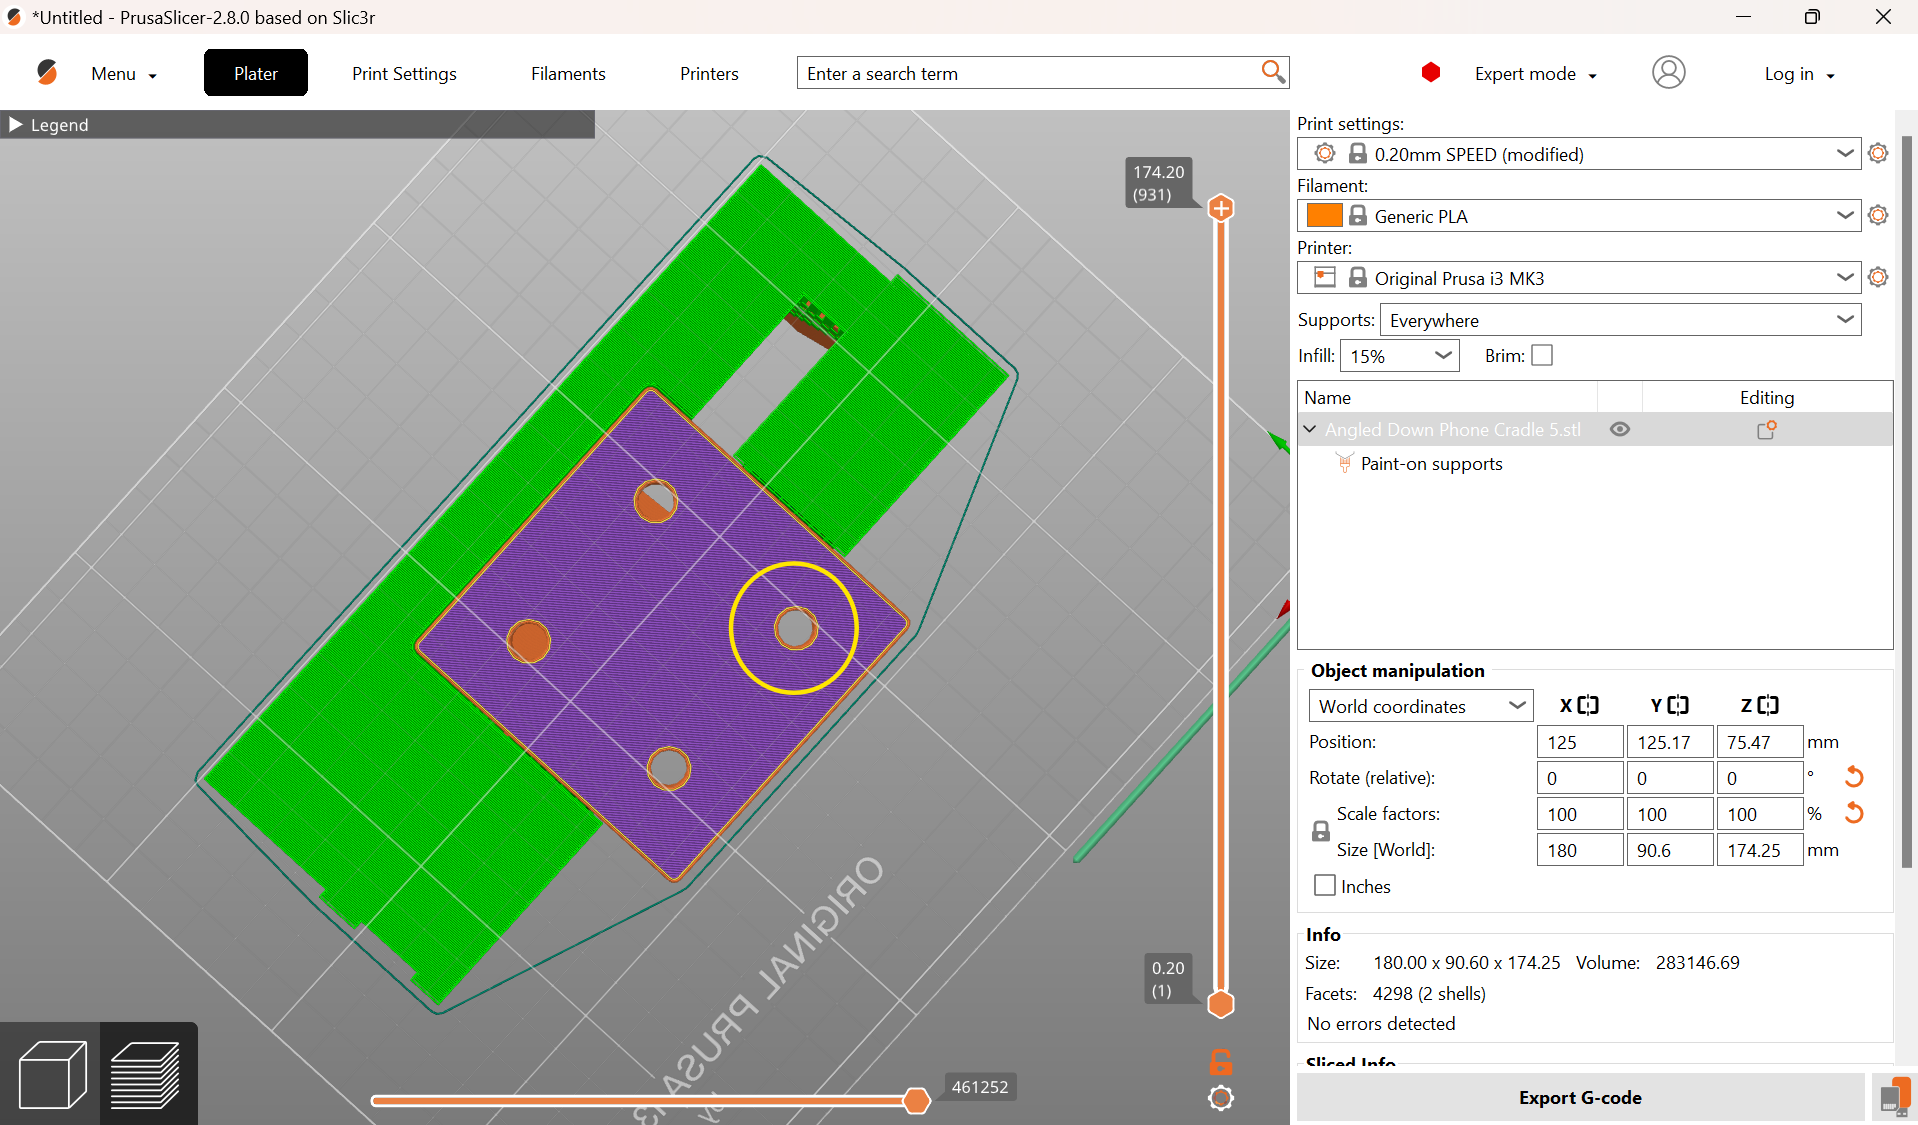 *Untitled - PrusaSlicer-2.8.0 based on Slic3r
Menu
Plater
Print Settings
Filaments
Printers
Enter a search term
Expert mode
Log in
Legend
174.20
(931)
0.20
(1)
461252
ORIGINAL PRUSA i3
by
Print settings:
0.20mm SPEED (modified)
Filament:
Generic PLA
Printer:
Original Prusa i3 MK3
Supports: Everywhere
Infill: 15% Brim:
Name Editing
Angled Down Phone Cradle 5.stl
Paint-on supports
Object manipulation
World coordinates X Y Z
Position: 125 125.17 75.47 mm
Rotate (relative): 0 0 0 °
Scale factors: 100 100 100 %
Size [World]: 180 90.6 174.25 mm
Inches
Info
Size: 180.00 x 90.60 x 174.25 Volume: 283146.69
Facets: 4298 (2 shells)
No errors detected
Sliced Info
Export G-code